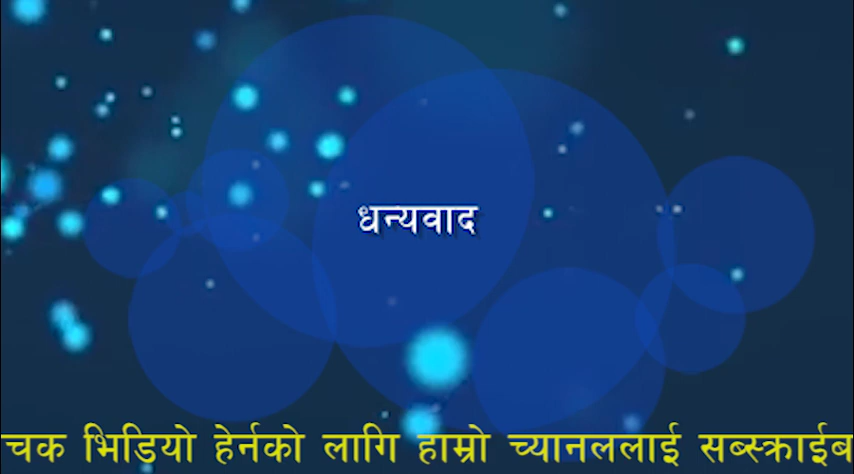 धन्यवाद
चक भिडियो हेर्नको लागि हाम्रो च्यानललाई सब्स्क्राईब